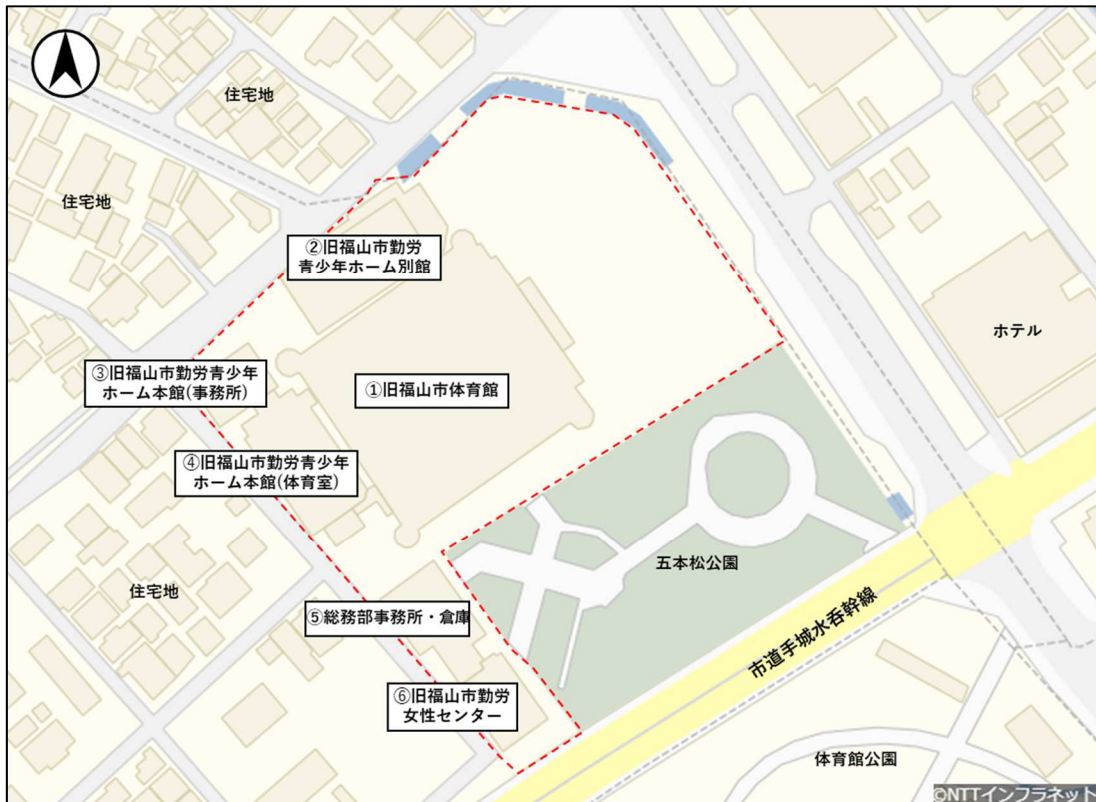 住宅地
住宅地
②旧福山市勤労
青少年ホーム別館
ホテル
③旧福山市勤労青少年
ホーム本館(事務所)
①旧福山市体育館
④旧福山市勤労青少年
ホーム本館(体育室)
五本松公園
住宅地
⑤総務部事務所・倉庫
市道手城水呑幹線
⑥旧福山市勤労
女性センター
体育館公園
©NTTインフラネット